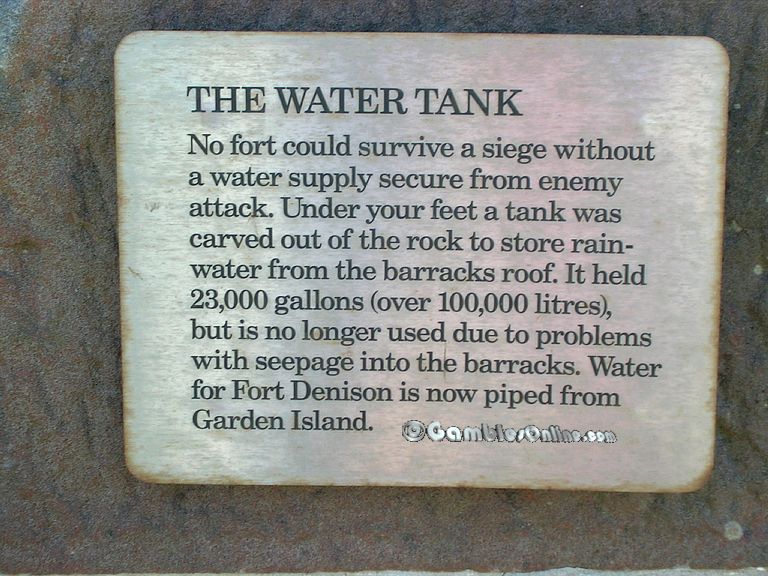 THE WATER TANK
No fort could survive a siege without
a water supply secure from enemy
attack. Under your feet a tank was
carved out of the rock to store rain-
water from the barracks roof. It held
23,000 gallons (over 100,000 litres),
but is no longer used due to problems
with seepage into the barracks. Water
for Fort Denison is now piped from
Garden Island.
©GamblesOnline.com